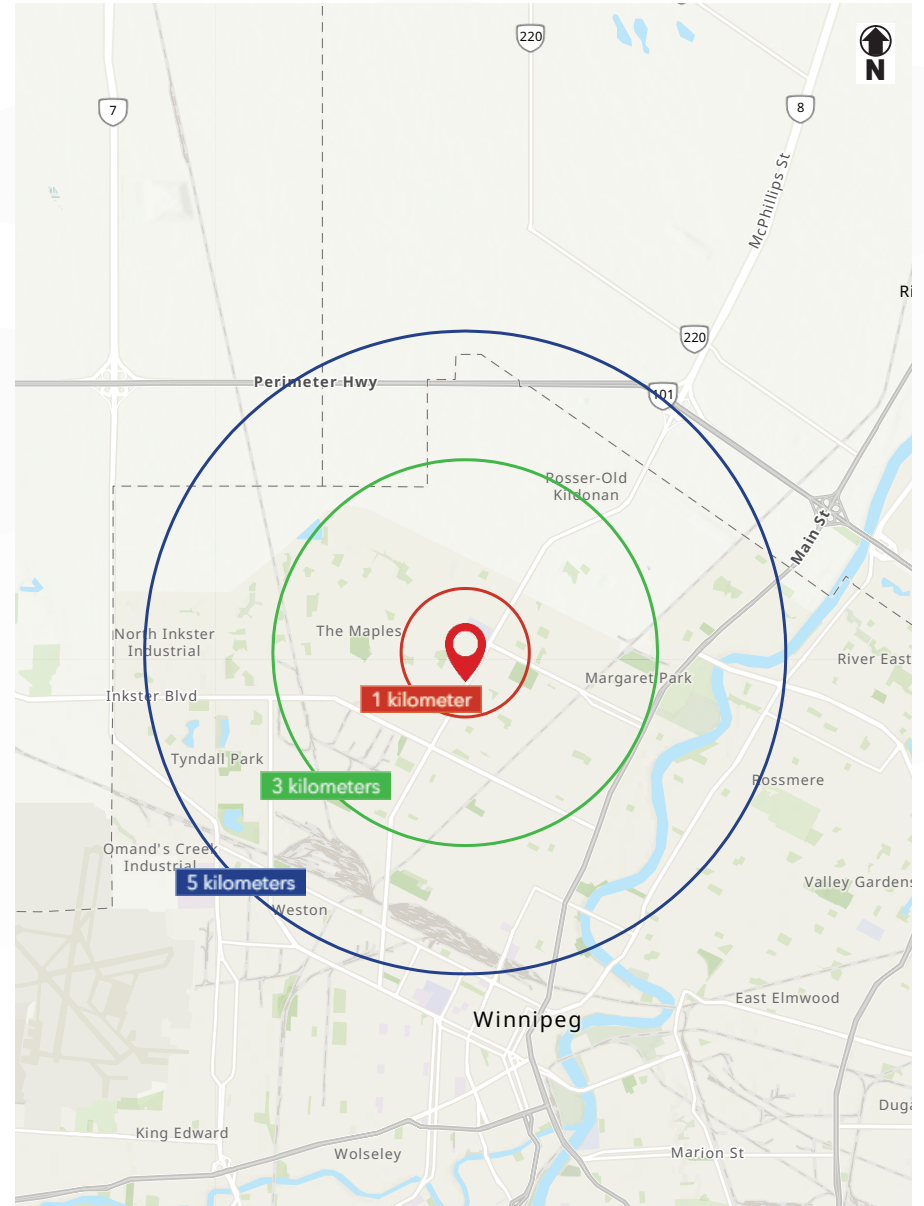 220
N
7
8
McPhillips St
Ri
220
Perimeter Hwy
101
Rosser-Old
Kildonan
Main St
The Maples
North Inkster
Industrial
River East
Margaret Park
Inkster Blvd
1 kilometer
Tyndall Park
3 kilometers
Rossmere
Omand's Creek
Industrial
5 kilometers
Valley Gardens
Weston
East Elmwood
Winnipeg
Duga
King Edward
Wolseley
Marion St